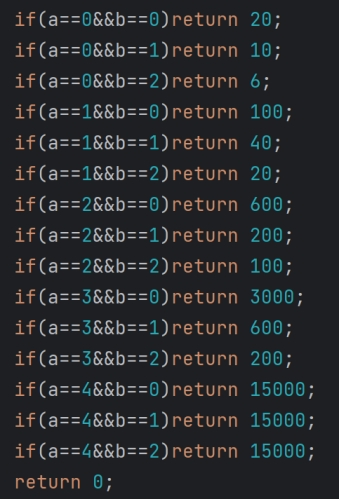 if(a==0&&b==0)return 20;
if(a==0&&b==1)return 10;
if(a==0&&b==2)return 6;
if(a==1&&b==0)return 100;
if(a==1&&b==1)return 40;
if(a==1&&b==2)return 20;
if(a==2&&b==0)return 600;
if(a==2&&b==1)return 200;
if(a==2&&b==2)return 100;
if(a==3&&b==0)return 3000;
if(a==3&&b==1)return 600;
if(a==3&&b==2)return 200;
if(a==4&&b==0)return 15000;
if(a==4&&b==1)return 15000;
if(a==4&&b==2)return 15000;
return 0;